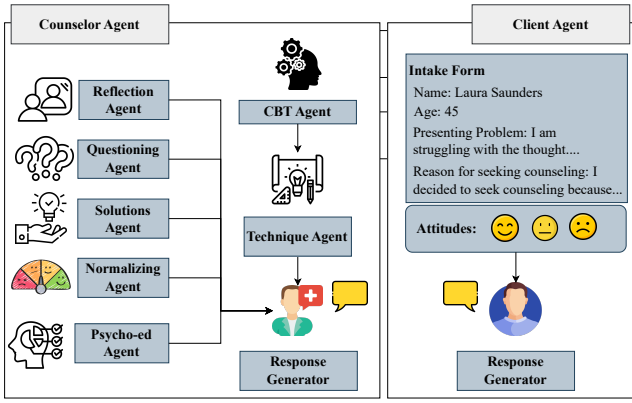 Counselor Agent
Reflection
Agent
Questioning
Agent
Solutions
Agent
Normalizing
Agent
Psycho-ed
Agent
CBT Agent
Technique Agent
Response
Generator
Client Agent
Intake Form
Name: Laura Saunders
Age: 45
Presenting Problem: I am
struggling with the thought....
Reason for seeking counseling: I
decided to seek counseling because...
Attitudes:
Response
Generator